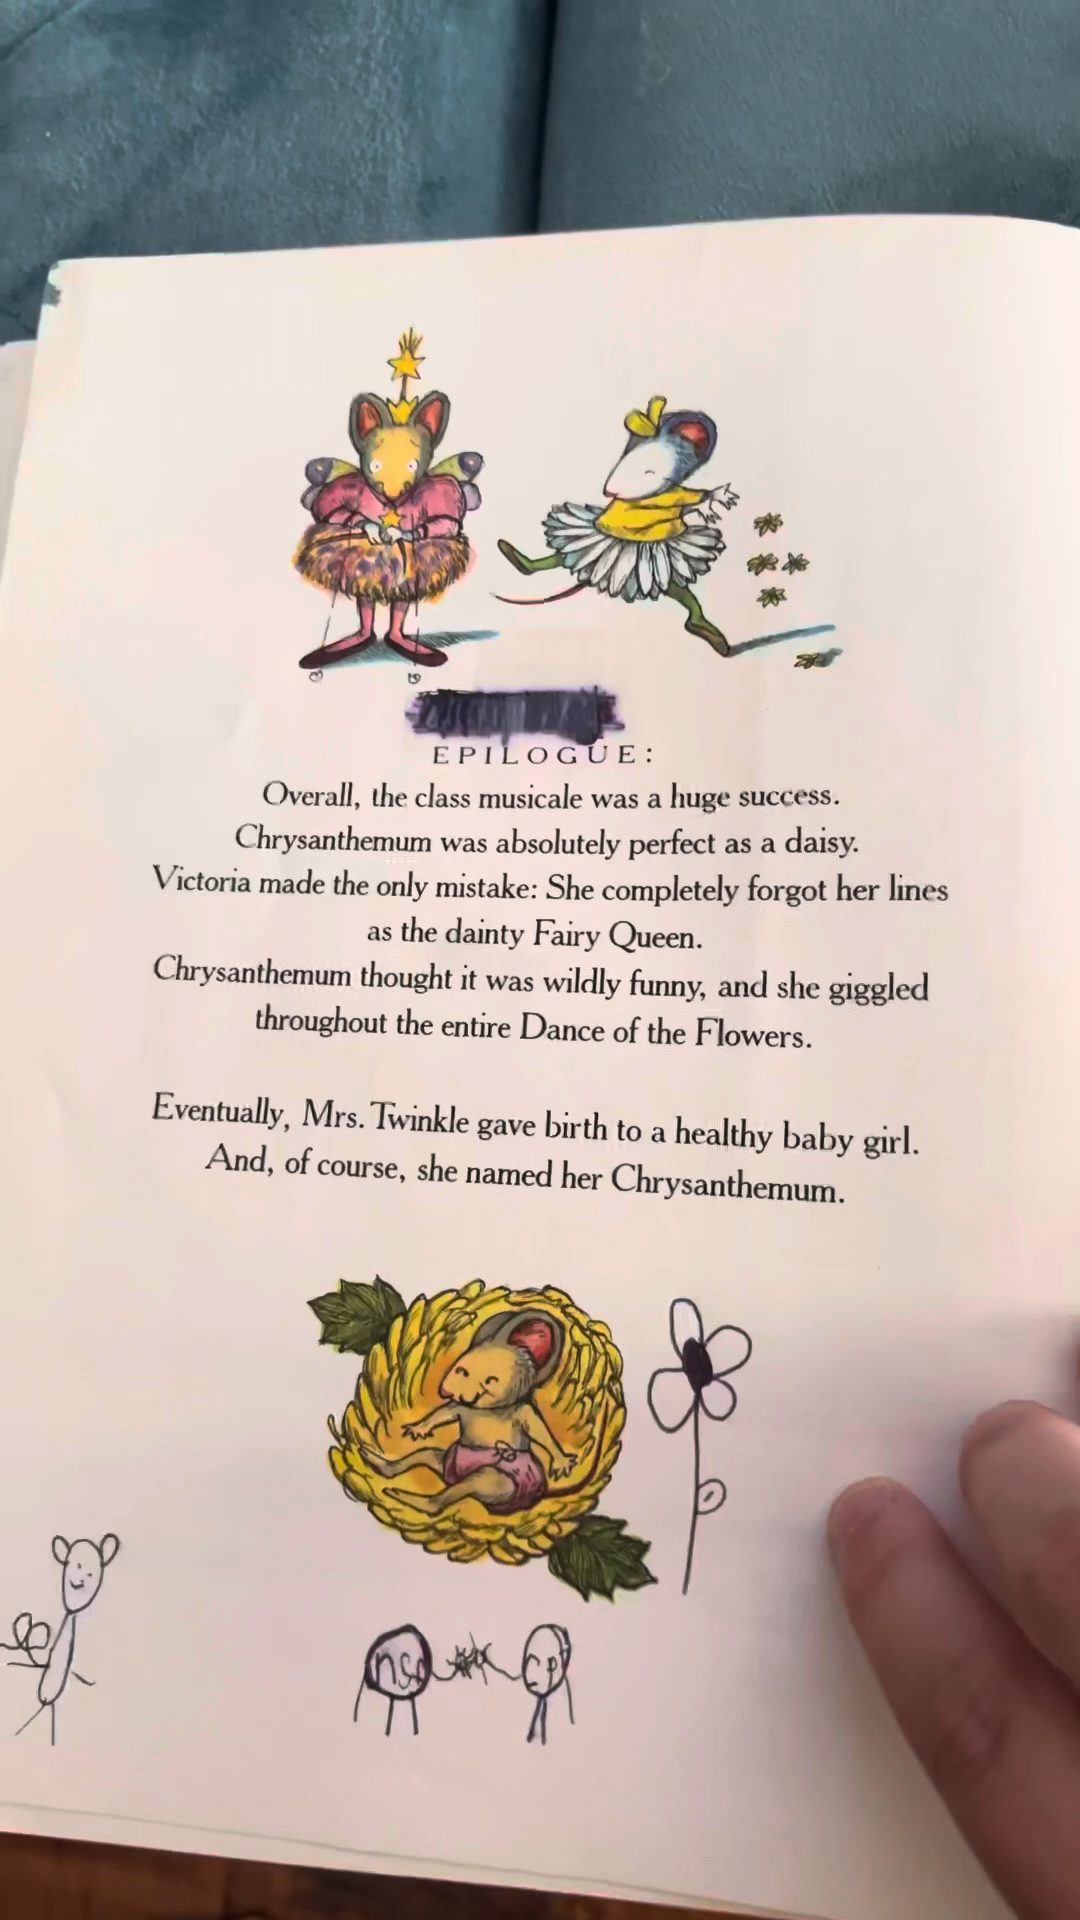 EPILOGUE:
Overall, the class musicale was a huge success.
Chrysanthemum was absolutely perfect as a daisy.
Victoria made the only mistake: She completely forgot her lines
as the dainty Fairy Queen.
Chrysanthemum thought it was wildly funny, and she giggled
throughout the entire Dance of the Flowers.
Eventually, Mrs. Twinkle gave birth to a healthy baby girl.
And, of course, she named her Chrysanthemum.